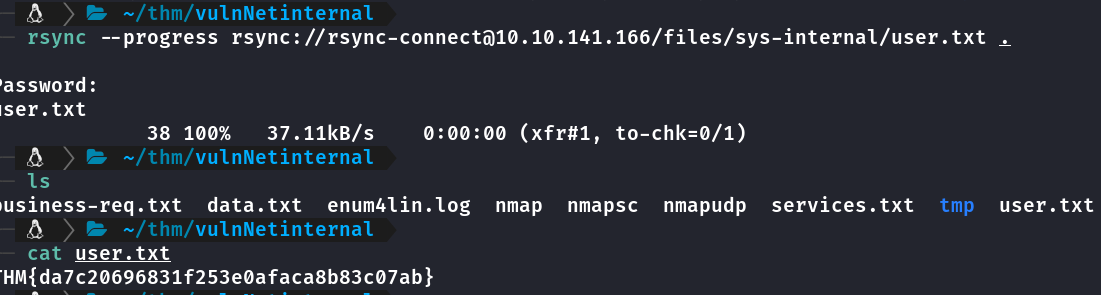 ~/thm/vulnNetinternal
rsync --progress rsync://rsync-connect@10.10.141.166/files/sys-internal/user.txt .
Password:
user.txt
38 100% 37.11kB/s 0:00:00 (xfr#1, to-chk=0/1)
~/thm/vulnNetinternal
ls
business-req.txt data.txt enum4lin.log nmap nmapsc nmapudp services.txt tmp user.txt
~/thm/vulnNetinternal
cat user.txt
THM{da7c20696831f253e0afaca8b83c07ab}